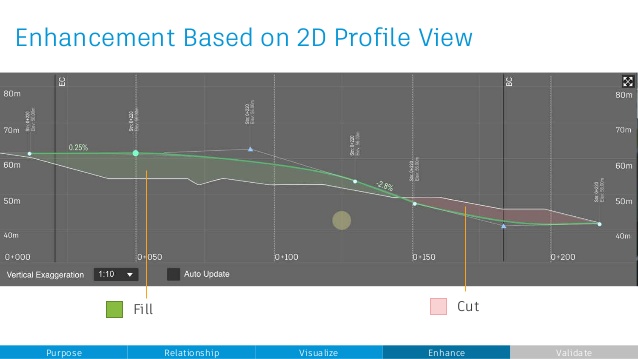 Enhancement Based on 2D Profile View
EC
BC
80m
80m
70m
70m
60m
60m
50m
50m
40m
40m
0.25%
-2.8%
0+000
0+050
0+100
0+150
0+200
Vertical Exaggeration
1:10
Auto Update
Fill
Cut
Purpose
Relationship
Visualize
Enhance
Validate